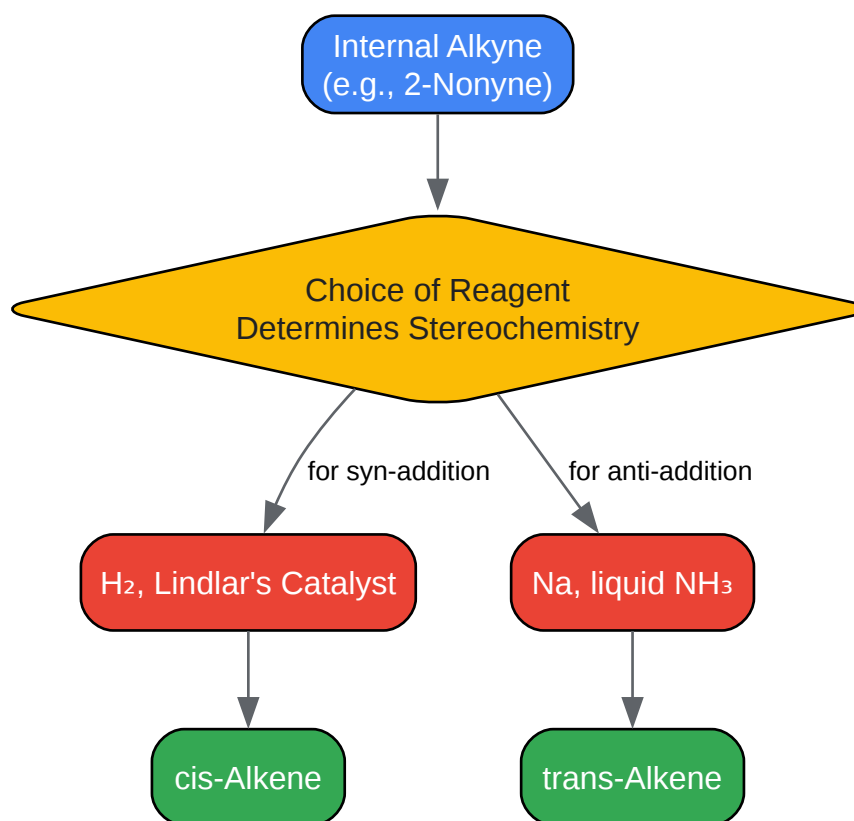 Internal Alkyne
(e.g., 2-Nonyne)
Choice of Reagent
Determines Stereochemistry
for syn-addition
for anti-addition
H₂, Lindlar's Catalyst
Na, liquid NH₃
cis-Alkene
trans-Alkene